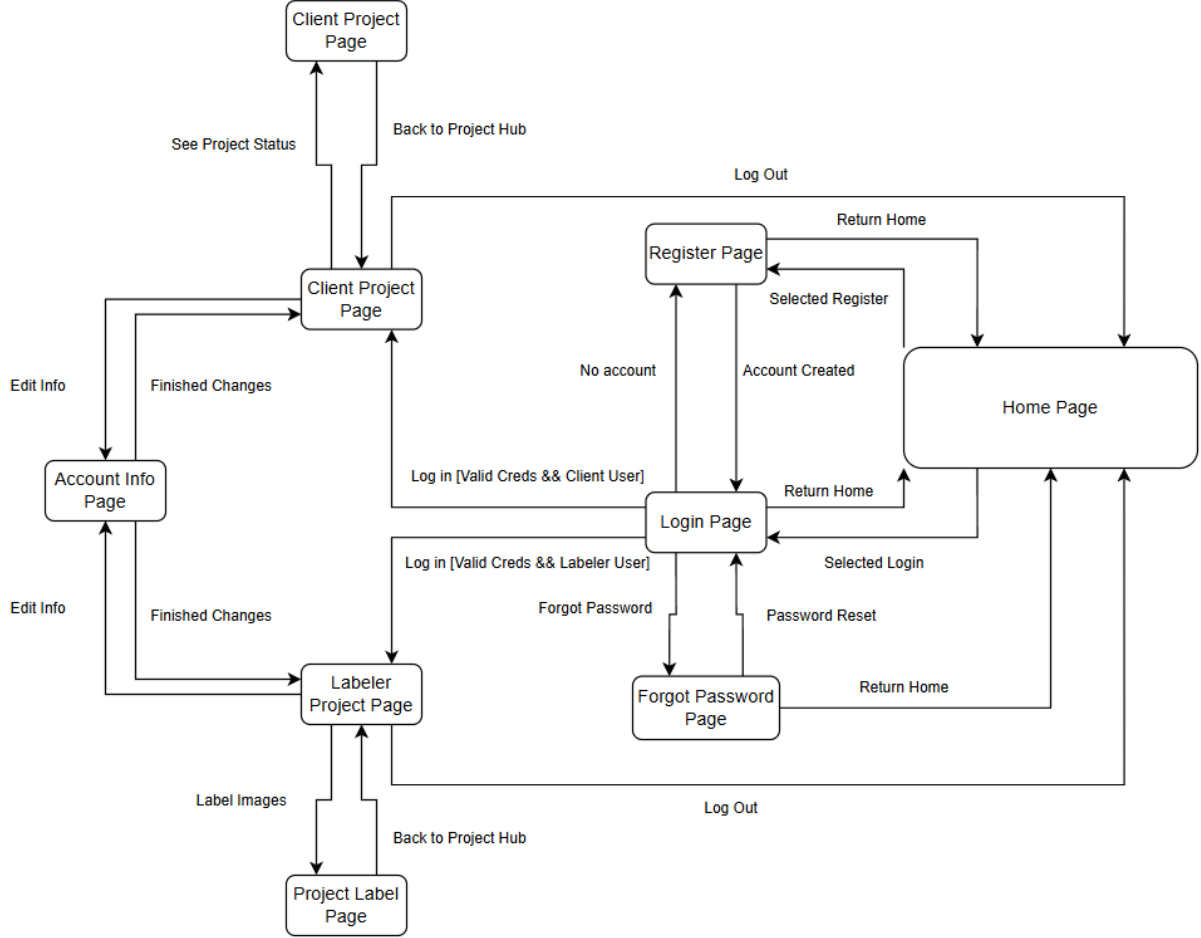 Client Project
Page
Back to Project Hub
See Project Status
Log Out
Return Home
Register Page
Client Project
Page
Selected Register
No account
Account Created
Edit Info
Finished Changes
Home Page
Log in [Valid Creds && Client User]
Account Info
Page
Return Home
Login Page
Log in [Valid Creds && Labeler User]
Selected Login
Edit Info
Finished Changes
Forgot Password
Password Reset
Labeler
Project Page
Forgot Password
Page
Return Home
Label Images
Log Out
Back to Project Hub
Project Label
Page